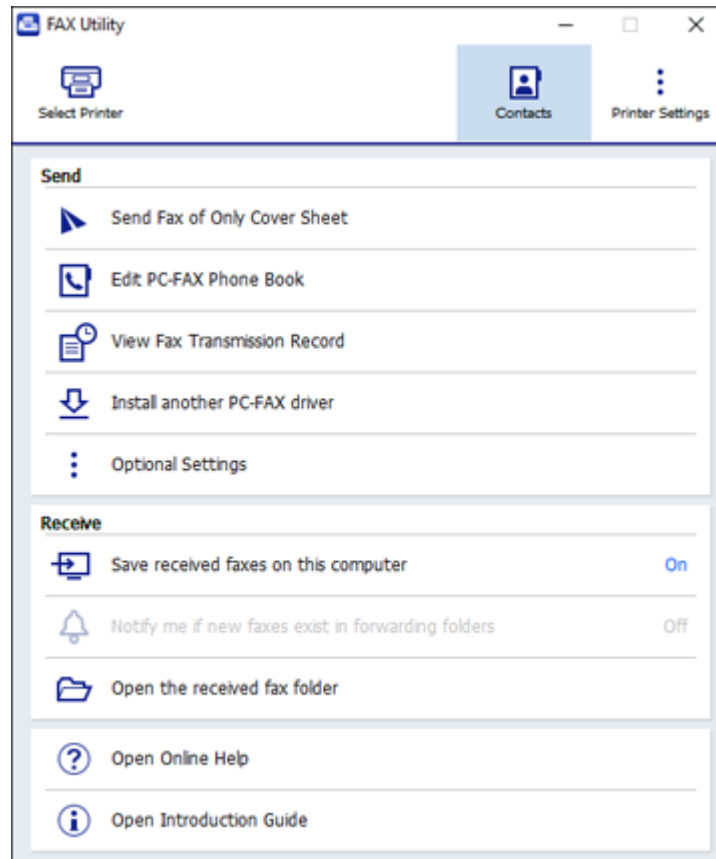 FAX Utility
Select Printer
Contacts
Printer Settings
Send
Send Fax of Only Cover Sheet
Edit PC-FAX Phone Book
View Fax Transmission Record
Install another PC-FAX driver
Optional Settings
Receive
Save received faxes on this computer On
Notify me if new faxes exist in forwarding folders Off
Open the received fax folder
Open Online Help
Open Introduction Guide